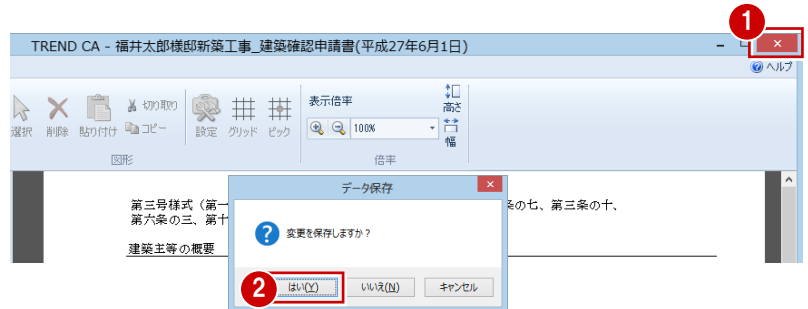 1
TREND CA - 福井太郎様邸新築工事_建築確認申請書(平成27年6月1日)
ヘルプ
選択 削除 貼り付け 切り取り コピー 設定 グリッド ピック 表示倍率 100% 高さ 幅
図形 倍率
データ保存
第三号様式（第一 条の七、第三条の十、
第六条の三、第十
変更を保存しますか？
建築主等の概要
2
はい(Y) いいえ(N) キャンセル